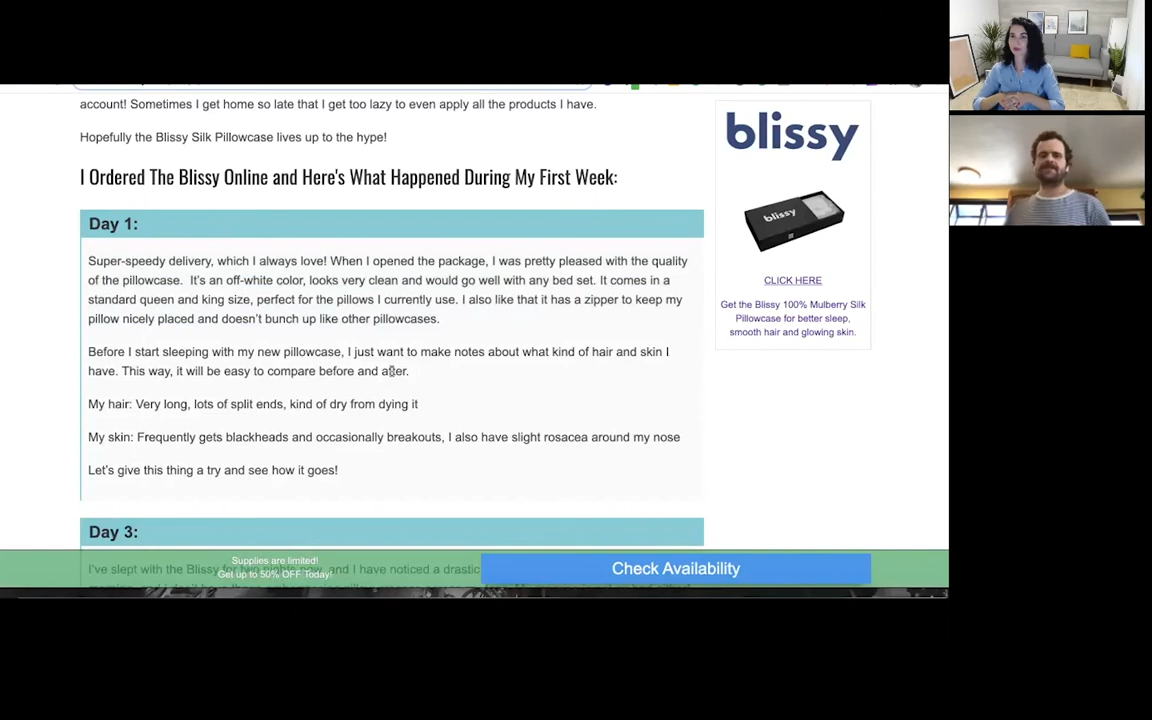 account! Sometimes I get home so late that I get too lazy to even apply all the products I have.
Hopefully the Blissy Silk Pillowcase lives up to the hype!
I Ordered The Blissy Online and Here's What Happened During My First Week:
Day 1:
Super-speedy delivery, which I always love! When I opened the package, I was pretty pleased with the quality
of the pillowcase.  It's an off-white color, looks very clean and would go well with any bed set. It comes in a
standard queen and king size, perfect for the pillows I currently use. I also like that it has a zipper to keep my
pillow nicely placed and doesn't bunch up like other pillowcases.
Before I start sleeping with my new pillowcase, I just want to make notes about what kind of hair and skin I
have. This way, it will be easy to compare before and after.
My hair: Very long, lots of split ends, kind of dry from dying it
My skin: Frequently gets blackheads and occasionally breakouts, I also have slight rosacea around my nose
Let's give this thing a try and see how it goes!
Day 3:
I've slept with the Blissy for two nights now, and I have noticed a drastic
Supplies are limited!
Get up to 50% OFF Today!
Check Availability
blissy
blissy
CLICK HERE
Get the Blissy 100% Mulberry Silk
Pillowcase for better sleep,
smooth hair and glowing skin.